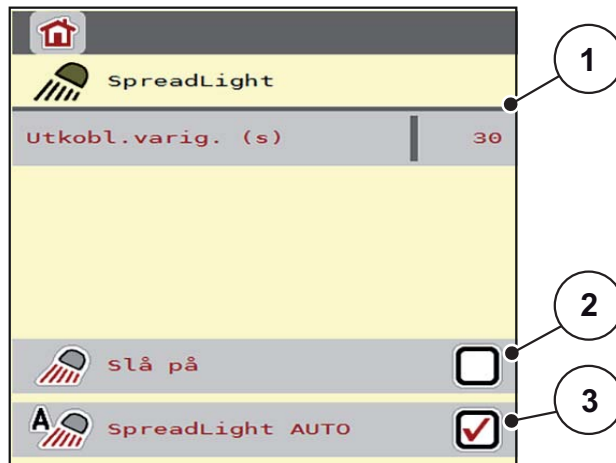 SpreadLight
1
Utkobl.varig. (s) 30
2
Slå på
3
A
SpreadLight AUTO